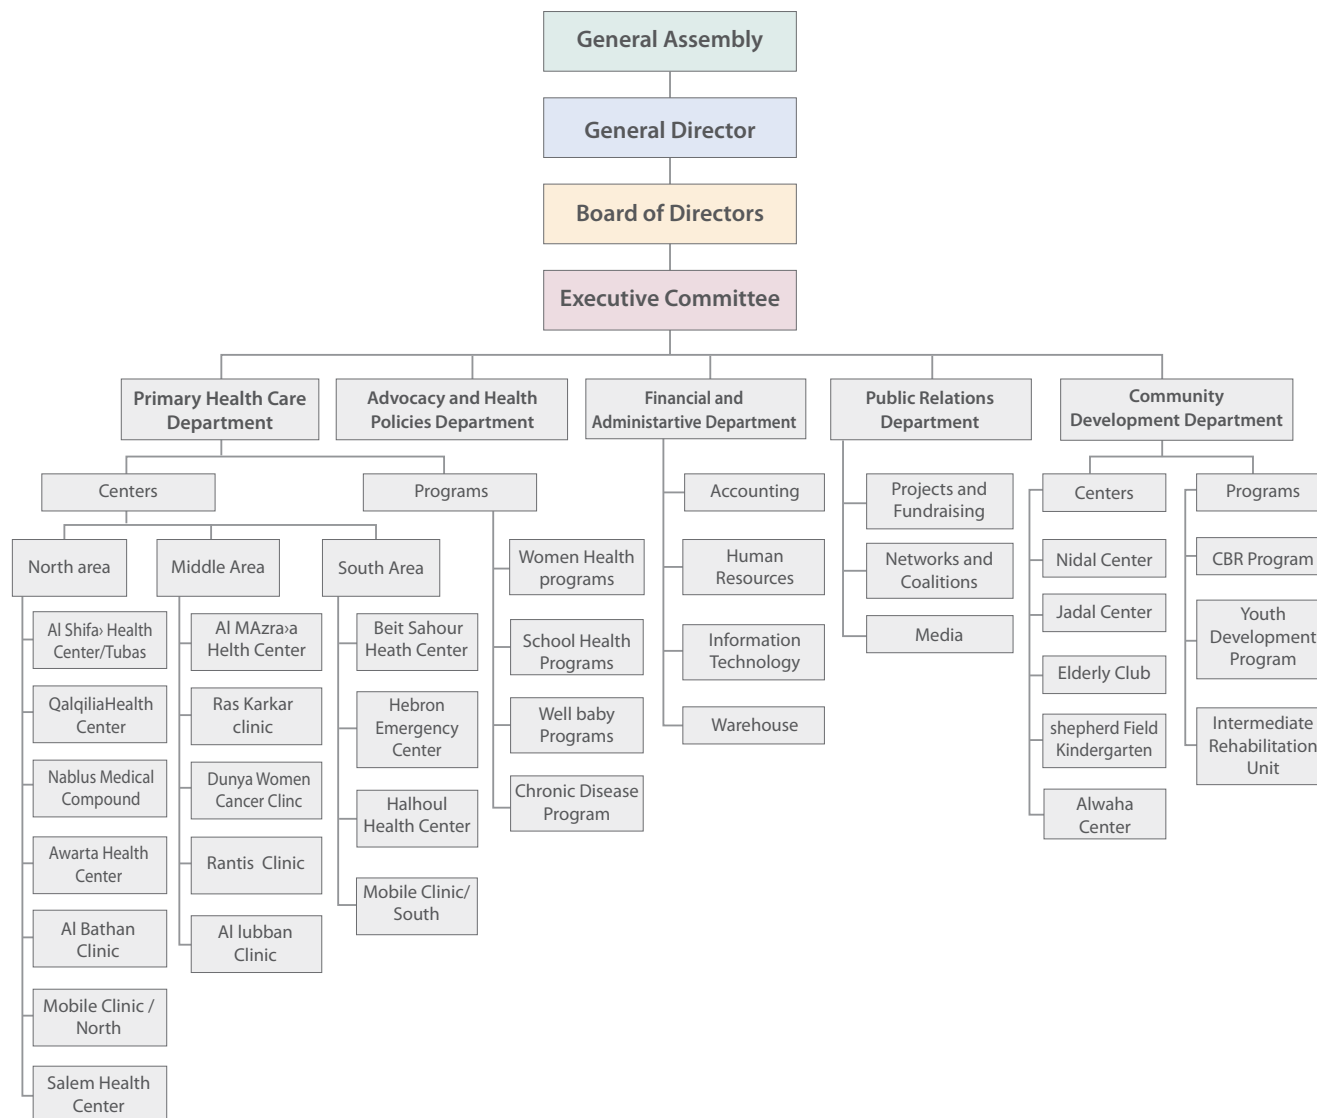 General Assembly
General Director
Board of Directors
Executive Committee
Primary Health Care
Department
Advocacy and Health
Policies Department
Financial and
Administartive Department
Public Relations
Department
Community
Development Department
Centers
Programs
North area
Middle Area
South Area
Al Shifa› Health
Center/Tubas
QalqiliaHealth
Center
Nablus Medical
Compound
Awarta Health
Center
Al Bathan
Clinic
Mobile Clinic /
North
Salem Health
Center
Al MAzra›a
Helth Center
Ras Karkar
clinic
Dunya Women
Cancer Clinc
Rantis Clinic
Al lubban
Clinic
Beit Sahour
Heath Center
Hebron
Emergency
Center
Halhoul
Health Center
Mobile Clinic/
South
Women Health
programs
School Health
Programs
Well baby
Programs
Chronic Disease
Program
Accounting
Human
Resources
Information
Technology
Warehouse
Projects and
Fundraising
Networks and
Coalitions
Media
Centers
Nidal Center
Jadal Center
Elderly Club
shepherd Field
Kindergarten
Alwaha
Center
Programs
CBR Program
Youth
Development
Program
Intermediate
Rehabilitation
Unit